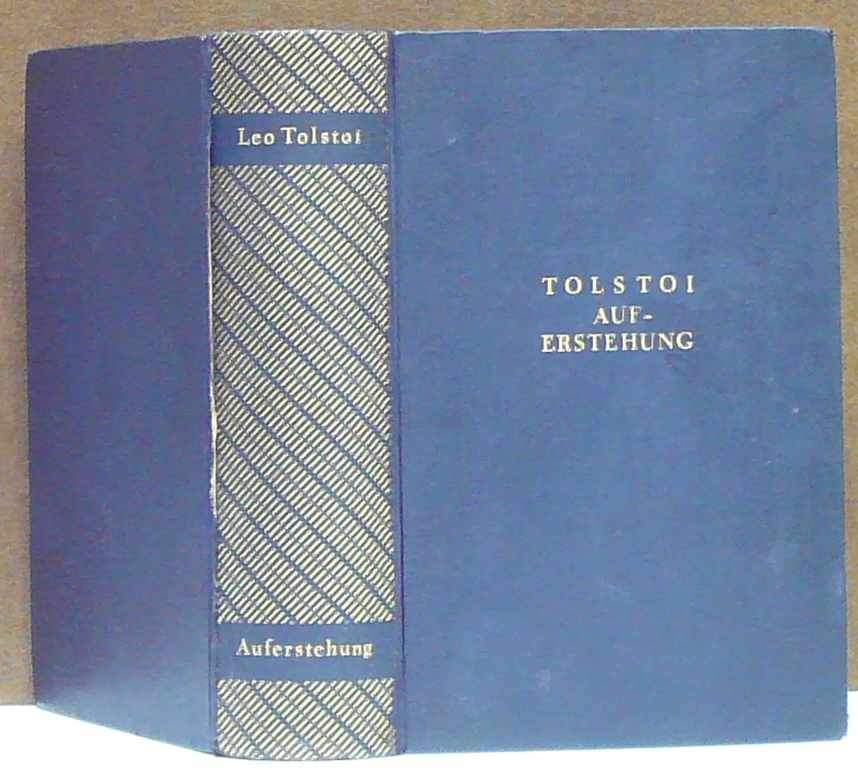 Leo Tolstoi
Auferstehung
TOLSTOI
AUF-
ERSTEHUNG